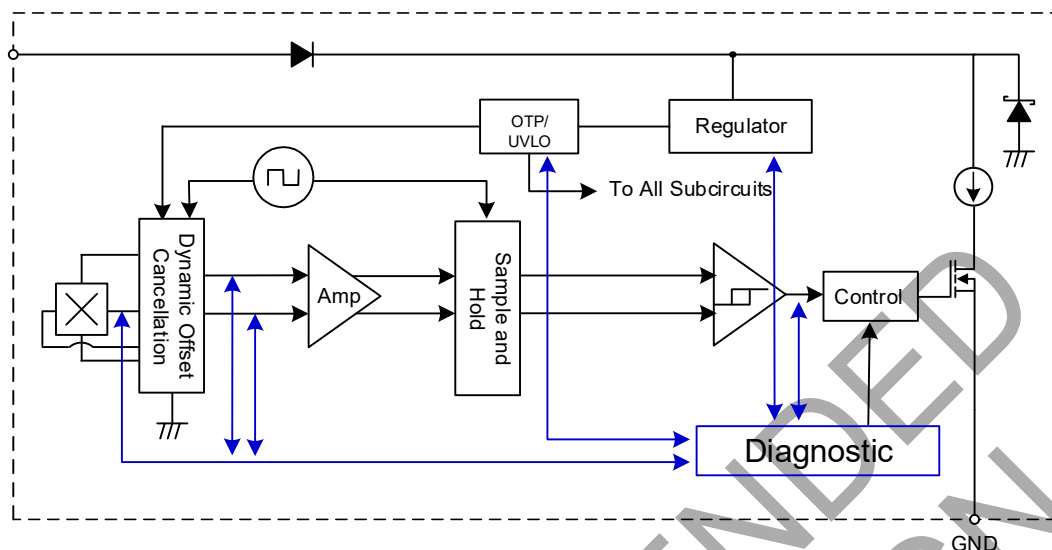 OTP/
UVLO
Regulator
To All Subcircuits
Dynamic Offset
Cancellation
Amp
Sample and
Hold
Control
Diagnostic
GND